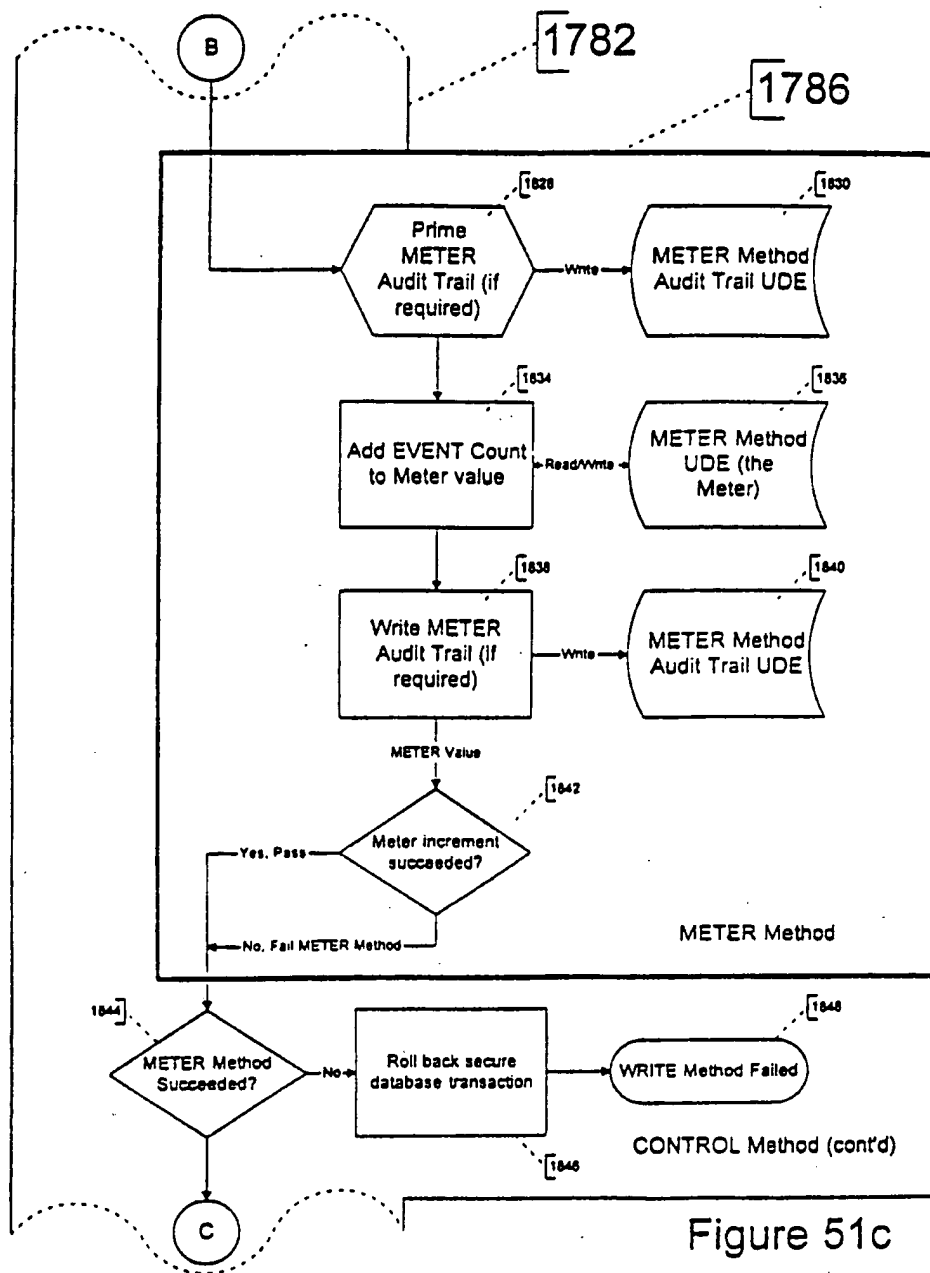 B
1782
1786
1828
Prime
METER
Audit Trail (if
required)
Write
1830
METER Method
Audit Trail UDE
1834
Add EVENT Count
to Meter value
Read/Write
1836
METER Method
UDE (the
Meter)
1838
Write METER
Audit Trail (if
required)
Write
1840
METER Method
Audit Trail UDE
METER Value
1842
Meter increment
succeeded?
Yes, Pass
No, Fail METER Method
METER Method
1844
METER Method
Succeeded?
No
Roll back secure
database transaction
1846
1848
WRITE Method Failed
CONTROL Method (cont'd)
C
Figure 51c